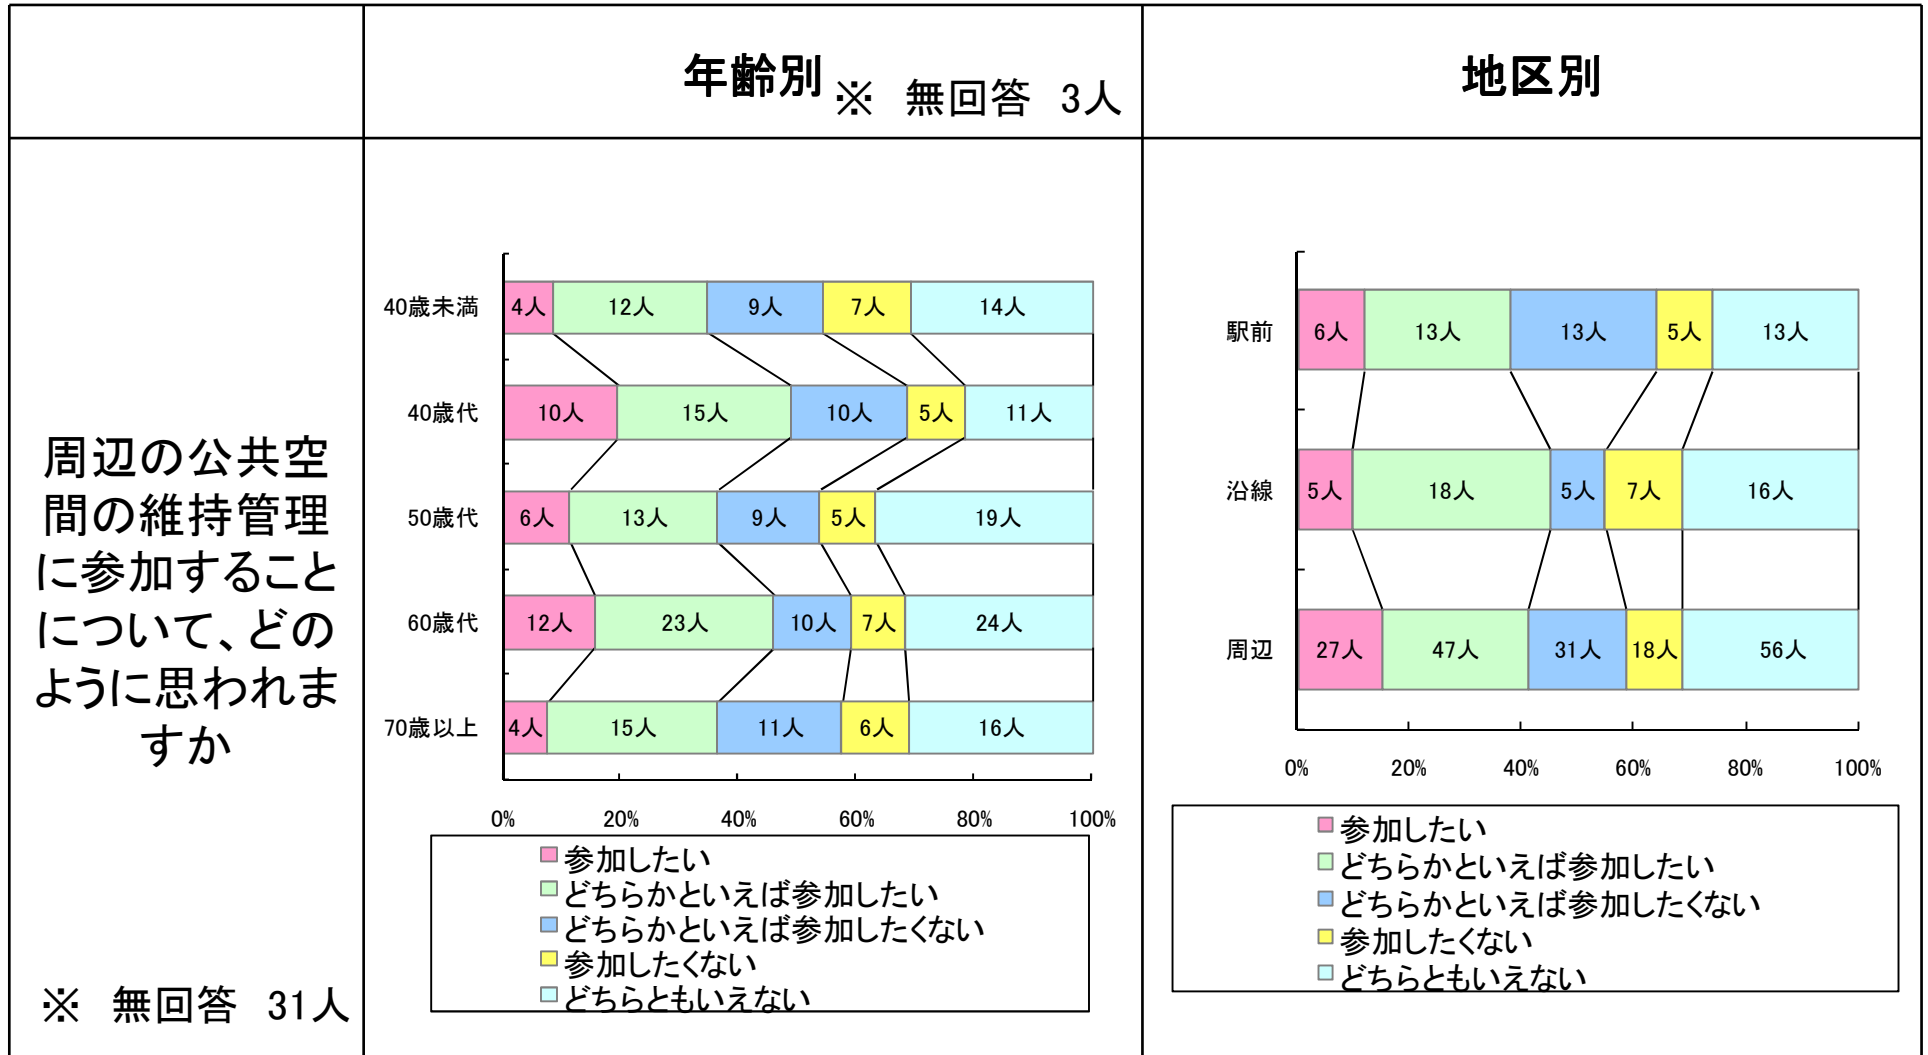 年齢別 ※ 無回答 3人
地区別
周辺の公共空
間の維持管理
に参加すること
について、どの
ように思われま
すか
※ 無回答 31人
40歳未満 4人 12人 9人 7人 14人
40歳代 10人 15人 10人 5人 11人
50歳代 6人 13人 9人 5人 19人
60歳代 12人 23人 10人 7人 24人
70歳以上 4人 15人 11人 6人 16人
0% 20% 40% 60% 80% 100%
参加したい
どちらかといえば参加したい
どちらかといえば参加したくない
参加したくない
どちらともいえない
駅前 6人 13人 13人 5人 13人
沿線 5人 18人 5人 7人 16人
周辺 27人 47人 31人 18人 56人
0% 20% 40% 60% 80% 100%
参加したい
どちらかといえば参加したい
どちらかといえば参加したくない
参加したくない
どちらともいえない